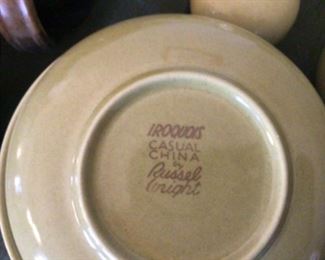 IROQUOIS
CASUAL
CHINA
by
Russel
Wright